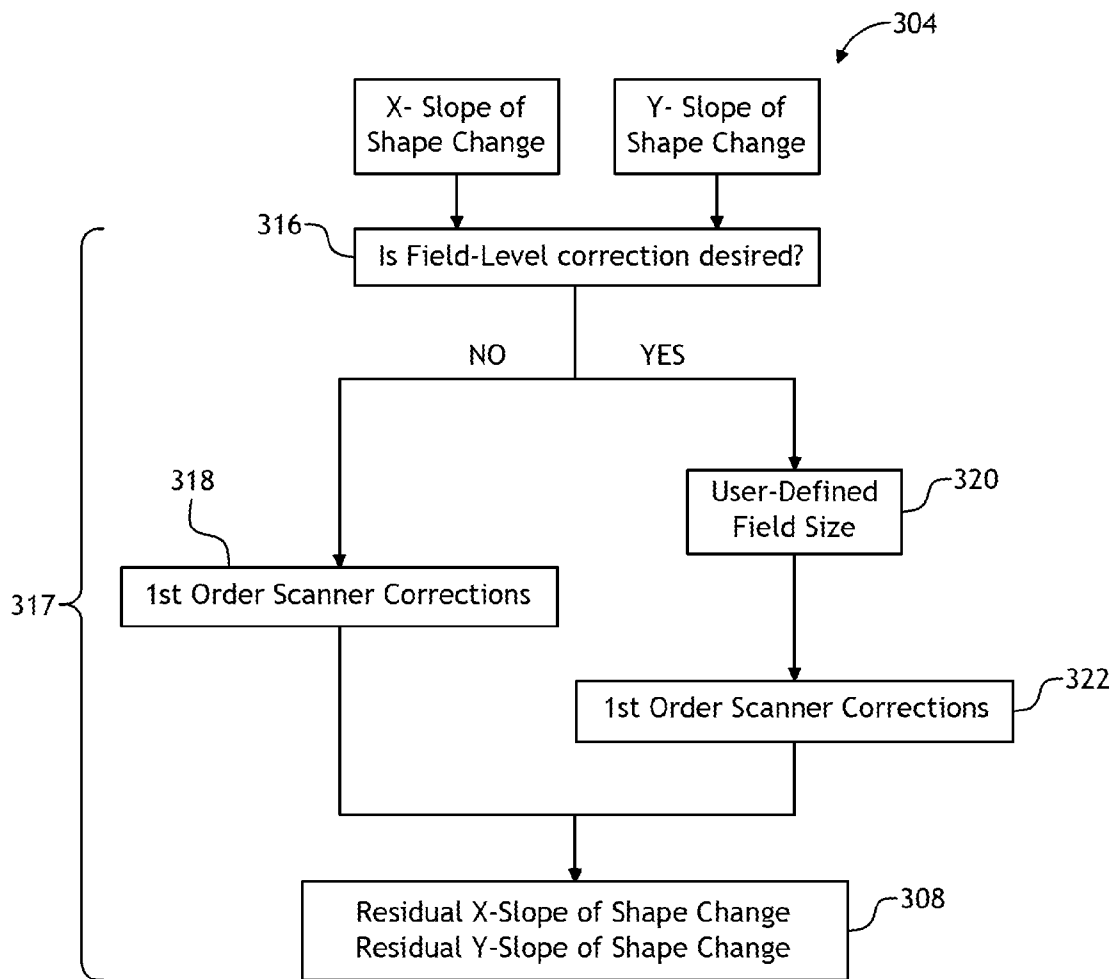 304
X- Slope of
Shape Change
Y- Slope of
Shape Change
316
Is Field-Level correction desired?
NO
YES
318
320
User-Defined
Field Size
1st Order Scanner Corrections
317
322
1st Order Scanner Corrections
308
Residual X-Slope of Shape Change
Residual Y-Slope of Shape Change